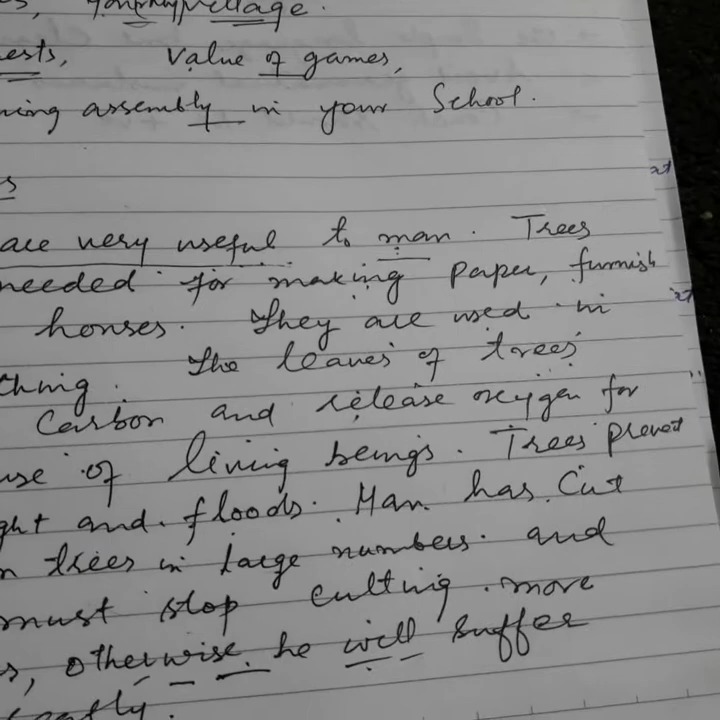 village.
ests, Value of games,
ning assembly in your School.
s
are very useful to man. Trees
needed for making paper, furnish
houses. They are used in
thing. The leaves of trees
Carbon and release oxygen for
use of living beings. Trees prevent
ght and floods. Man has Cut
n trees in large numbers. and
must stop cutting more
s, otherwise he will suffer